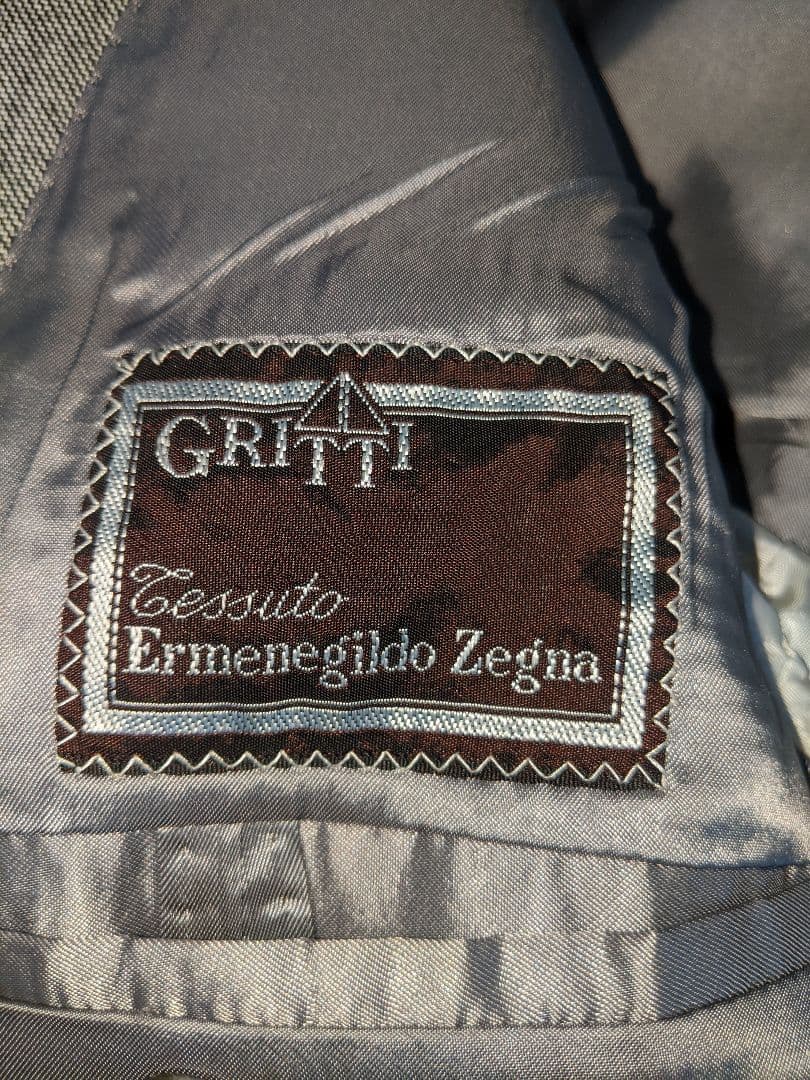 GRITTI
Tessuto
Ermenegildo Zegna